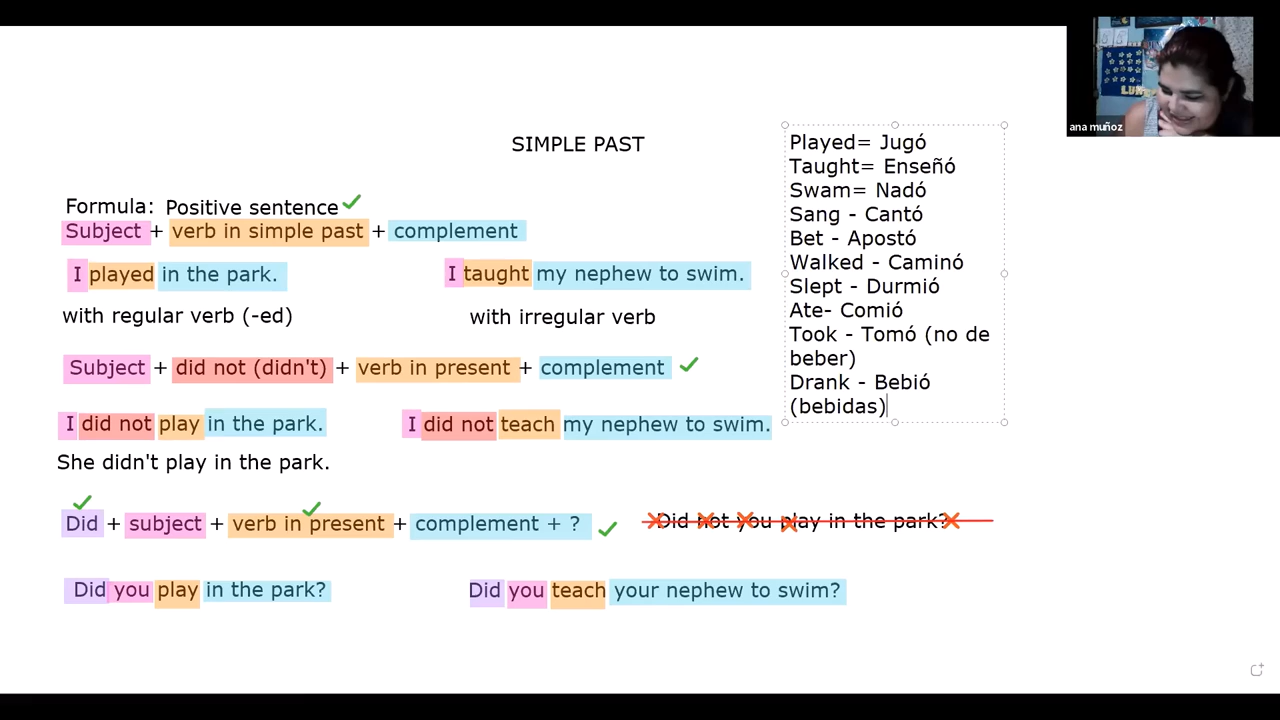 SIMPLE PAST
Formula: Positive sentence
Subject + verb in simple past + complement
I played in the park.
I taught my nephew to swim.
with regular verb (-ed)
with irregular verb
Subject + did not (didn't) + verb in present + complement
I did not play in the park.
I did not teach my nephew to swim.
She didn't play in the park.
Did + subject + verb in present + complement + ?
Did not you play in the park?
Did you play in the park?
Did you teach your nephew to swim?
Played= Jugó
Taught= Enseñó
Swam= Nadó
Sang - Cantó
Bet - Apostó
Walked - Caminó
Slept - Durmió
Ate- Comió
Took - Tomó (no de
beber)
Drank - Bebió
(bebidas)
ana muñoz